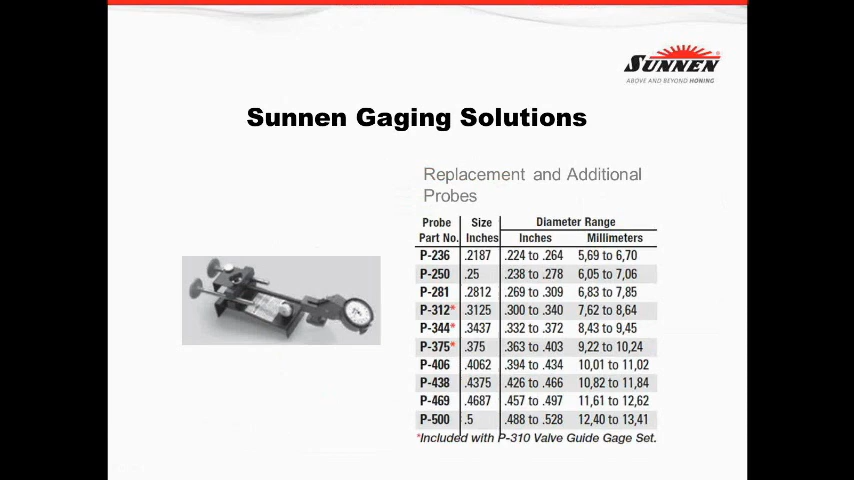 SUNNEN®
ABOVE AND BEYOND HONING
Sunnen Gaging Solutions
Replacement and Additional
Probes
Probe Size Diameter Range
Part No. Inches Inches Millimeters
P-236 .2187 .224 to .264 5,69 to 6,70
P-250 .25 .238 to .278 6,05 to 7,06
P-281 .2812 .269 to .309 6,83 to 7,85
P-312* .3125 .300 to .340 7,62 to 8,64
P-344* .3437 .332 to .372 8,43 to 9,45
P-375* .375 .363 to .403 9,22 to 10,24
P-406 .4062 .394 to .434 10,01 to 11,02
P-438 .4375 .426 to .466 10,82 to 11,84
P-469 .4687 .457 to .497 11,61 to 12,62
P-500 .5 .488 to .528 12,40 to 13,41
*Included with P-310 Valve Guide Gage Set.